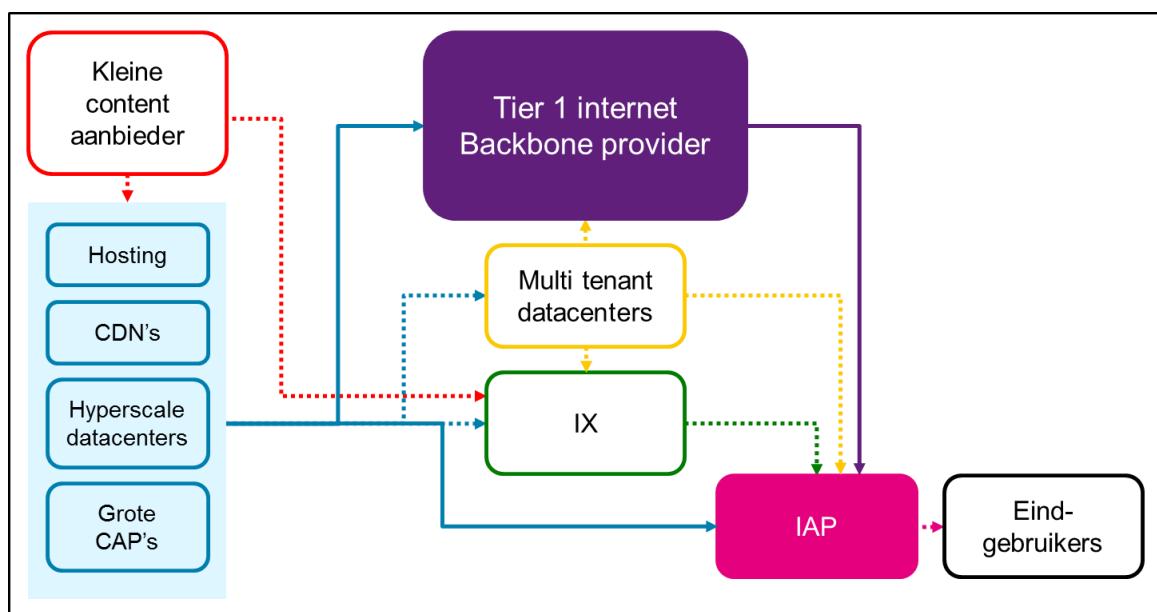 Kleine
content
aanbieder
Hosting
CDN's
Hyperscale
datacenters
Grote
CAP's
Tier 1 internet
Backbone provider
Multi tenant
datacenters
IX
IAP
Eind-
gebruikers